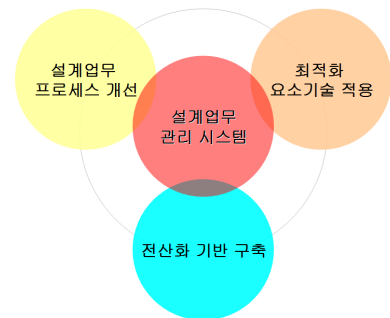 설계업무
프로세스 개선
최적화
요소기술 적용
설계업무
관리 시스템
전산화 기반 구축